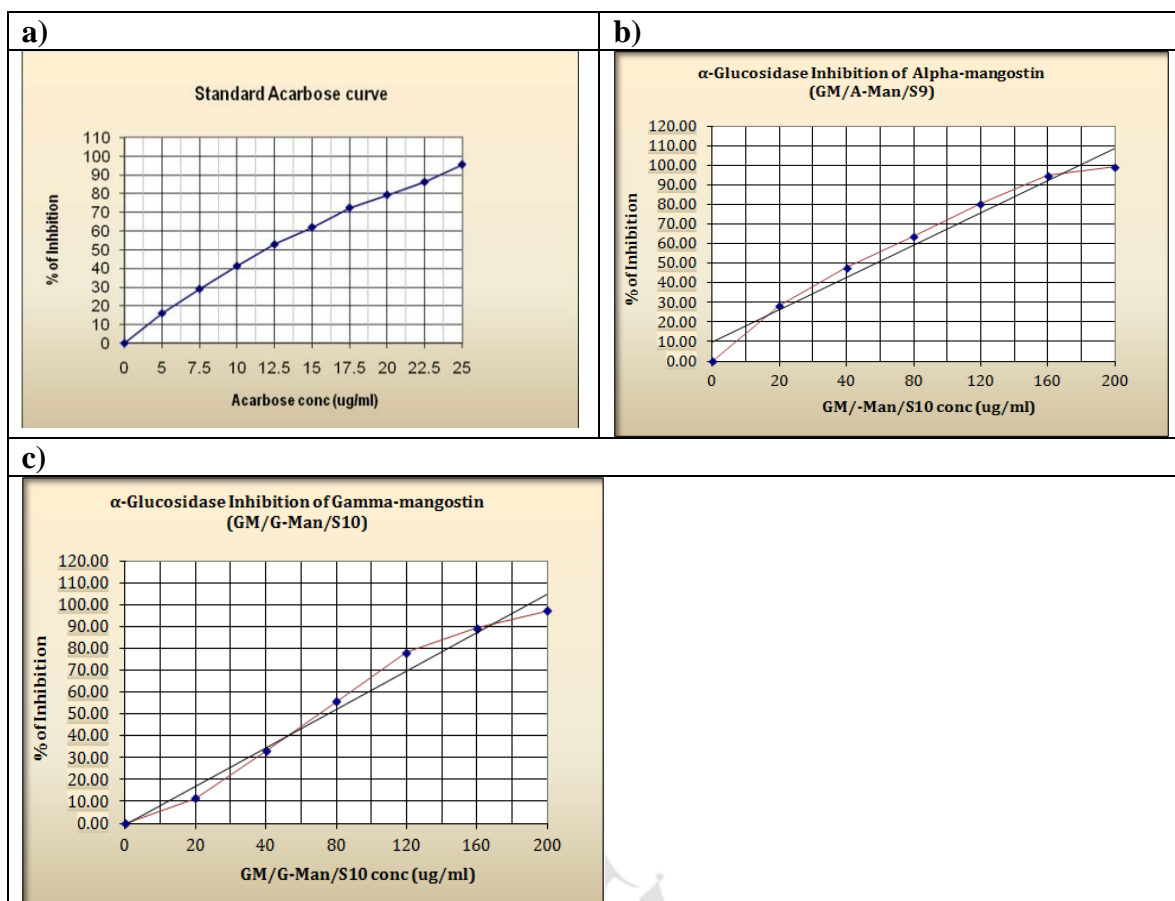 a)
b)
Standard Acarbose curve
110
100
90
80
70
60
50
40
30
20
10
0
% of Inhbition
0 5 7.5 10 12.5 15 17.5 20 22.5 25
Acarbose conc (ug/ml)
α-Glucosidase Inhibition of Alpha-mangostin
(GM/A-Man/S9)
120.00
110.00
100.00
90.00
80.00
70.00
60.00
50.00
40.00
30.00
20.00
10.00
0.00
% of Inhibition
0 20 40 80 120 160 200
GM/-Man/S10 conc (ug/ml)
c)
α-Glucosidase Inhibition of Gamma-mangostin
(GM/G-Man/S10)
120.00
110.00
100.00
90.00
80.00
70.00
60.00
50.00
40.00
30.00
20.00
10.00
0.00
% of Inhibition
0 20 40 80 120 160 200
GM/G-Man/S10 conc (ug/ml)